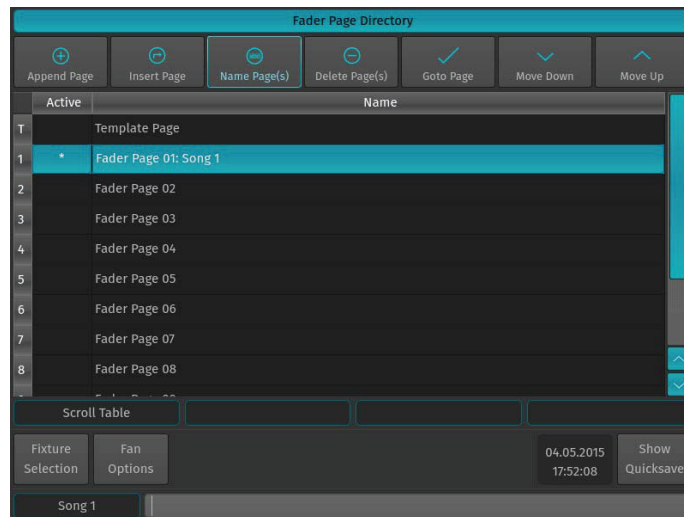 Fader Page Directory
Append Page
Insert Page
Name Page(s)
Delete Page(s)
Goto Page
Move Down
Move Up
Active Name
T Template Page
1 * Fader Page 01: Song 1
2 Fader Page 02
3 Fader Page 03
4 Fader Page 04
5 Fader Page 05
6 Fader Page 06
7 Fader Page 07
8 Fader Page 08
Scroll Table
Fixture
Selection
Fan
Options
04.05.2015
17:52:08
Show
Quicksave
Song 1